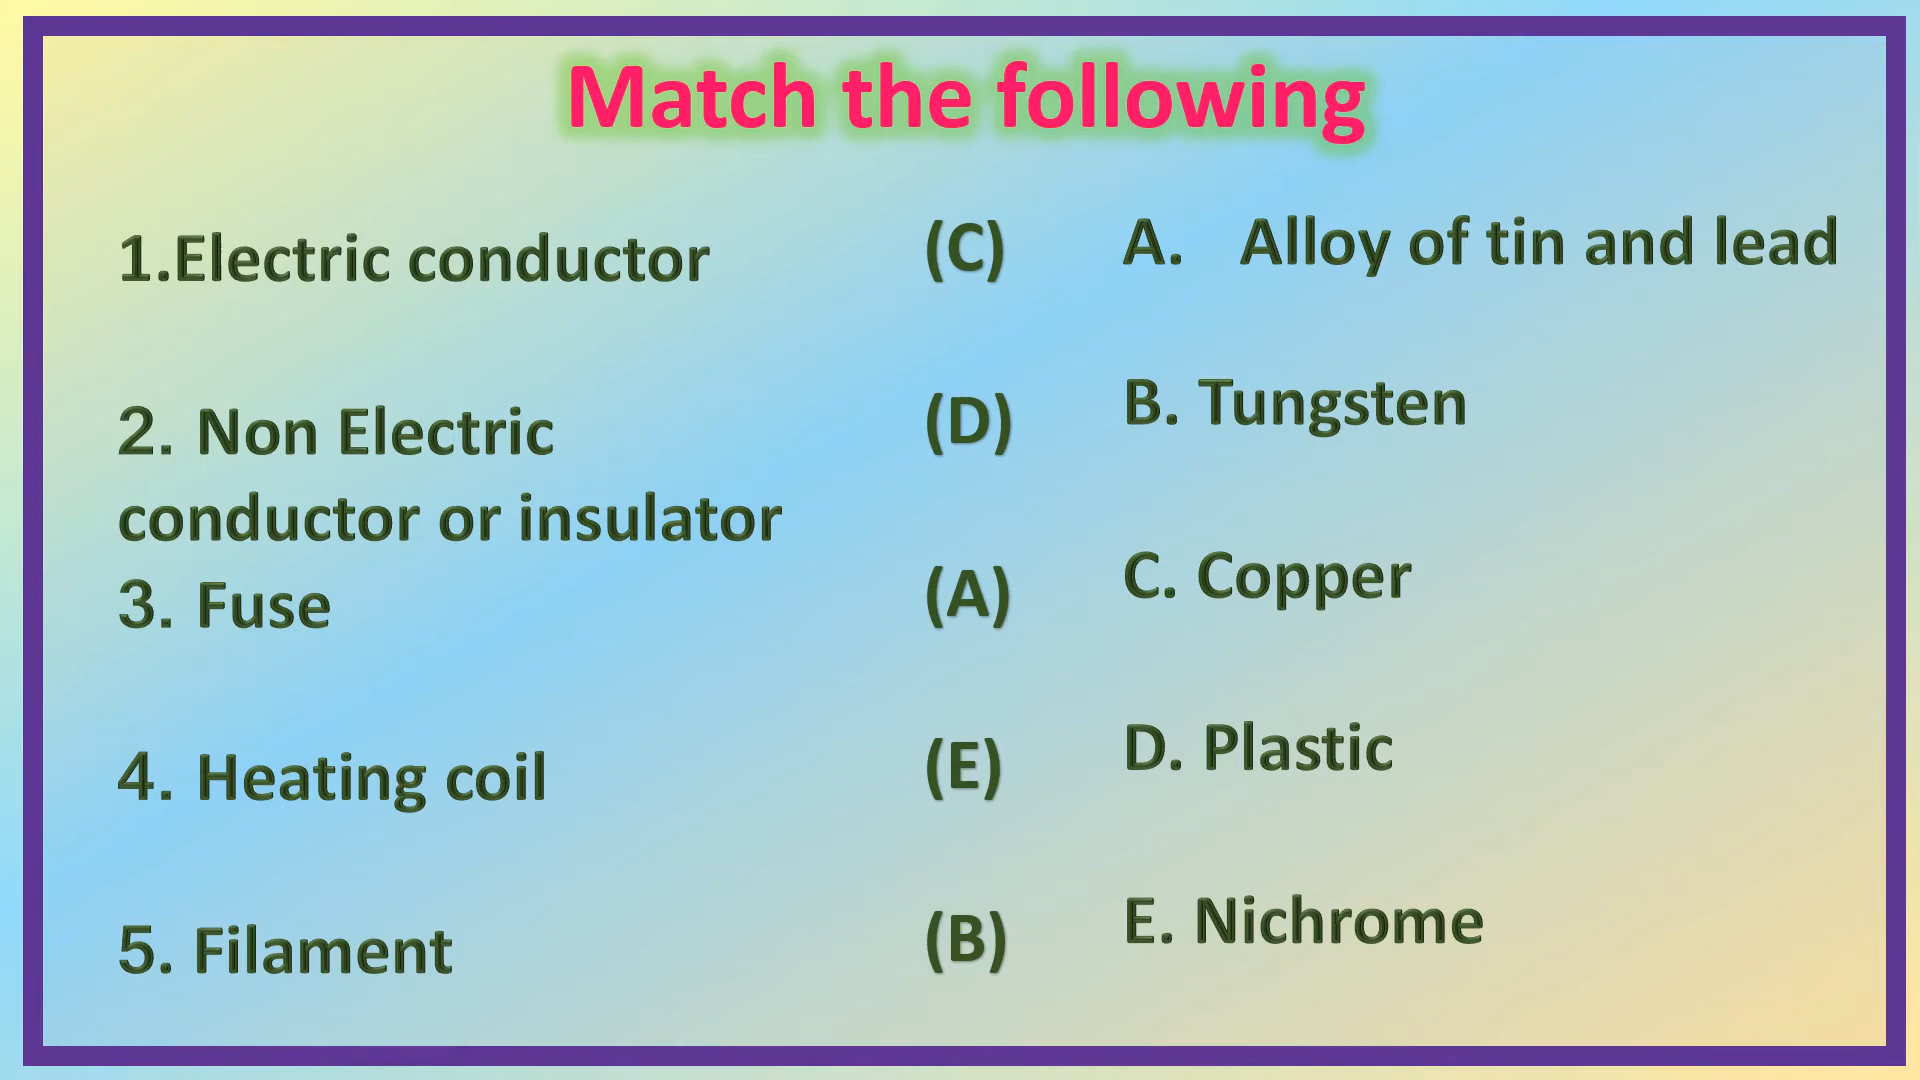 Match the following
1.Electric conductor (C) A. Alloy of tin and lead
2. Non Electric (D) B. Tungsten
conductor or insulator
3. Fuse (A) C. Copper
4. Heating coil (E) D. Plastic
5. Filament (B) E. Nichrome